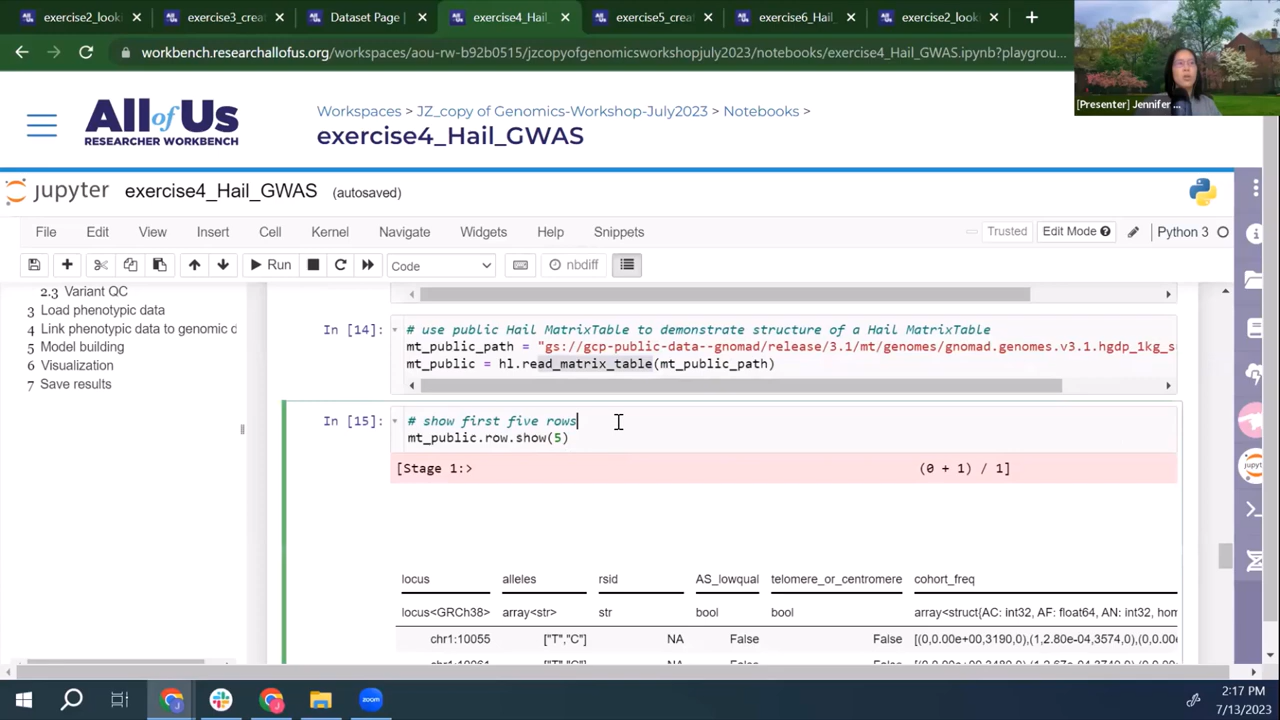 exercise2_look
exercise3_crea
Dataset Page |
exercise4_Hail_
exercise5_crea
exercise6_Hail_
exercise2_look
workbench.researchallofus.org/workspaces/aou-rw-b92b0515/jzcopyofgenomicsworkshopjuly2023/notebooks/exercise4_Hail_GWAS.ipynb?playgrou...
[Presenter] Jennifer ...
All of Us
RESEARCHER WORKBENCH
Workspaces > JZ_copy of Genomics-Workshop-July2023 > Notebooks >
exercise4_Hail_GWAS
jupyter exercise4_Hail_GWAS (autosaved)
File Edit View Insert Cell Kernel Navigate Widgets Help Snippets
Trusted Edit Mode Python 3
Run Code nbdiff
2.3 Variant QC
3 Load phenotypic data
4 Link phenotypic data to genomic d
5 Model building
6 Visualization
7 Save results
In [14]: # use public Hail MatrixTable to demonstrate structure of a Hail MatrixTable
mt_public_path = "gs://gcp-public-data--gnomad/release/3.1/mt/genomes/gnomad.genomes.v3.1.hgdp_1kg_s
mt_public = hl.read_matrix_table(mt_public_path)
In [15]: # show first five rows
mt_public.row.show(5)
[Stage 1:> (0 + 1) / 1]
locus alleles rsid AS_lowqual telomere_or_centromere cohort_freq
locus<GRCh38> array<str> str bool bool array<struct{AC: int32, AF: float64, AN: int32, hom
chr1:10055 ["T","C"] NA False False [(0,0.00e+00,3190,0),(1,2.80e-04,3574,0),(0,0.00e
zoom
2:17 PM
7/13/2023